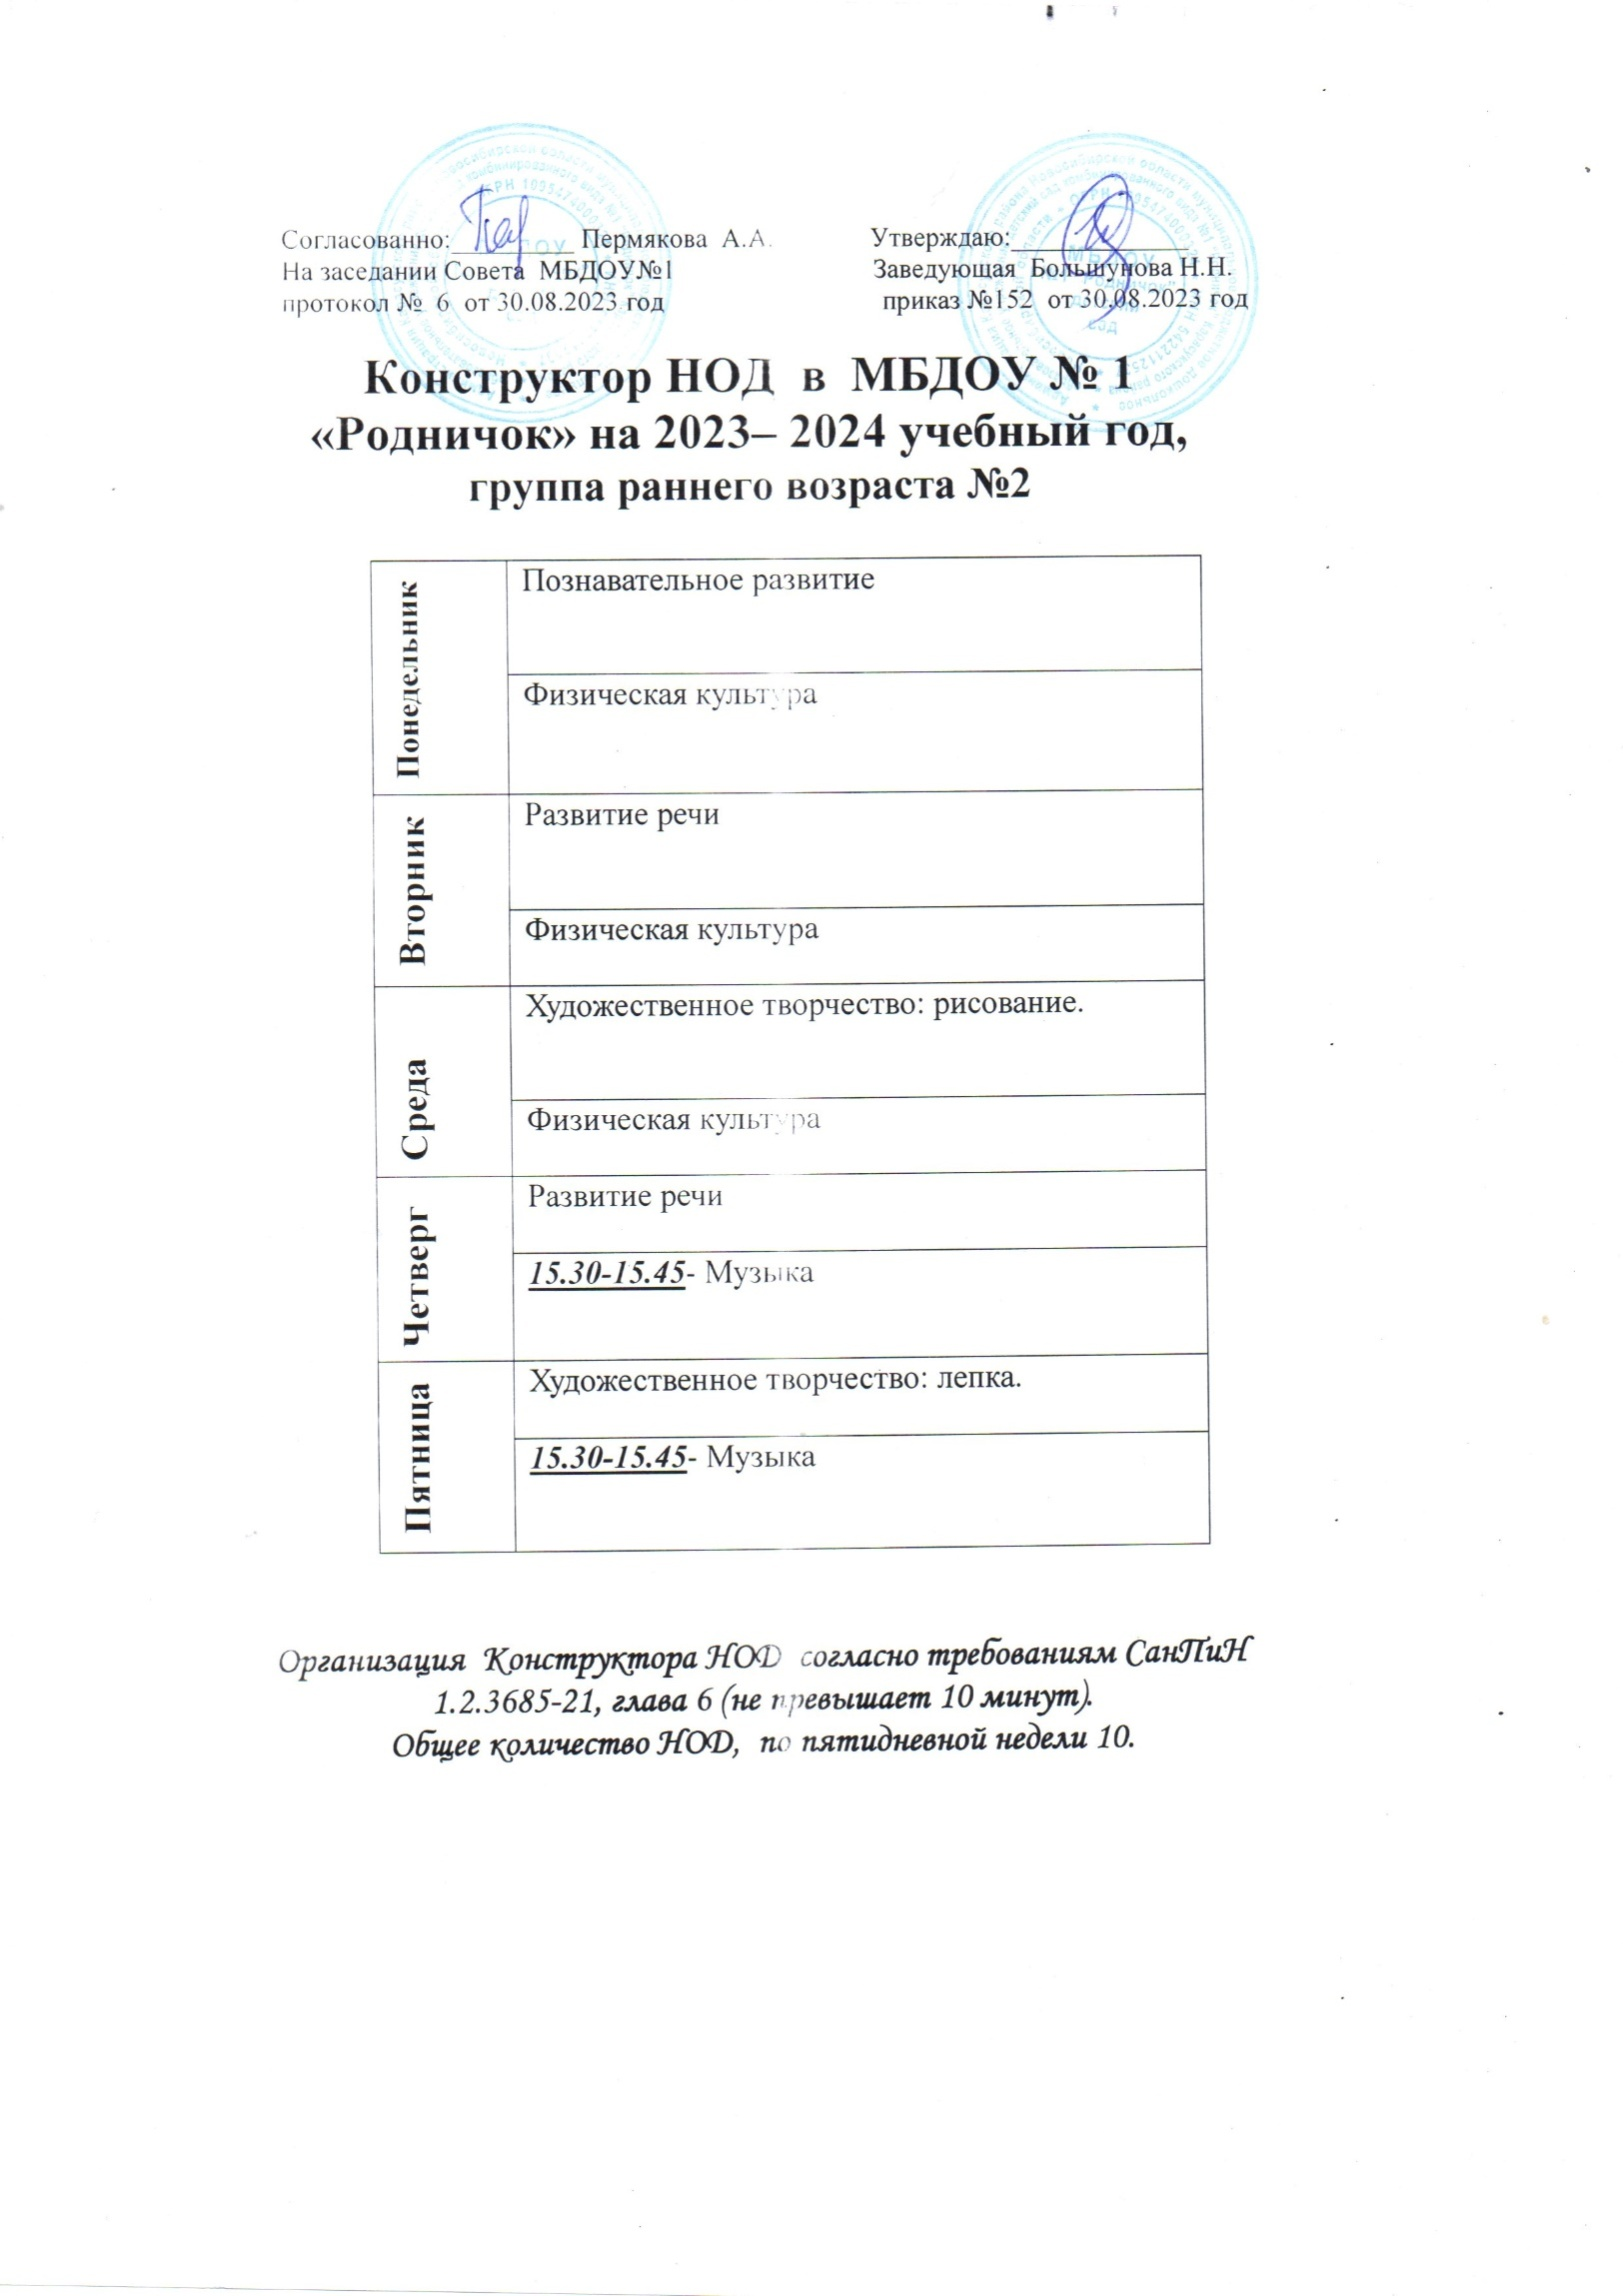 Согласованно:_________ Пермякова А.А. Утверждаю:_____________
На заседании Совета МБДОУ№1 Заведующая Большунова Н.Н.
протокол № 6 от 30.08.2023 год приказ №152 от 30.08.2023 год
Конструктор НОД в МБДОУ № 1
«Родничок» на 2023– 2024 учебный год,
группа раннего возраста №2
Понедельник
Познавательное развитие
Физическая культура
Вторник
Развитие речи
Физическая культура
Среда
Художественное творчество: рисование.
Физическая культура
Четверг
Развитие речи
15.30-15.45- Музыка
Пятница
Художественное творчество: лепка.
15.30-15.45- Музыка
Организация Конструктора НОД согласно требованиям СанПиН
1.2.3685-21, глава 6 (не превышает 10 минут).
Общее количество НОД, по пятидневной недели 10.